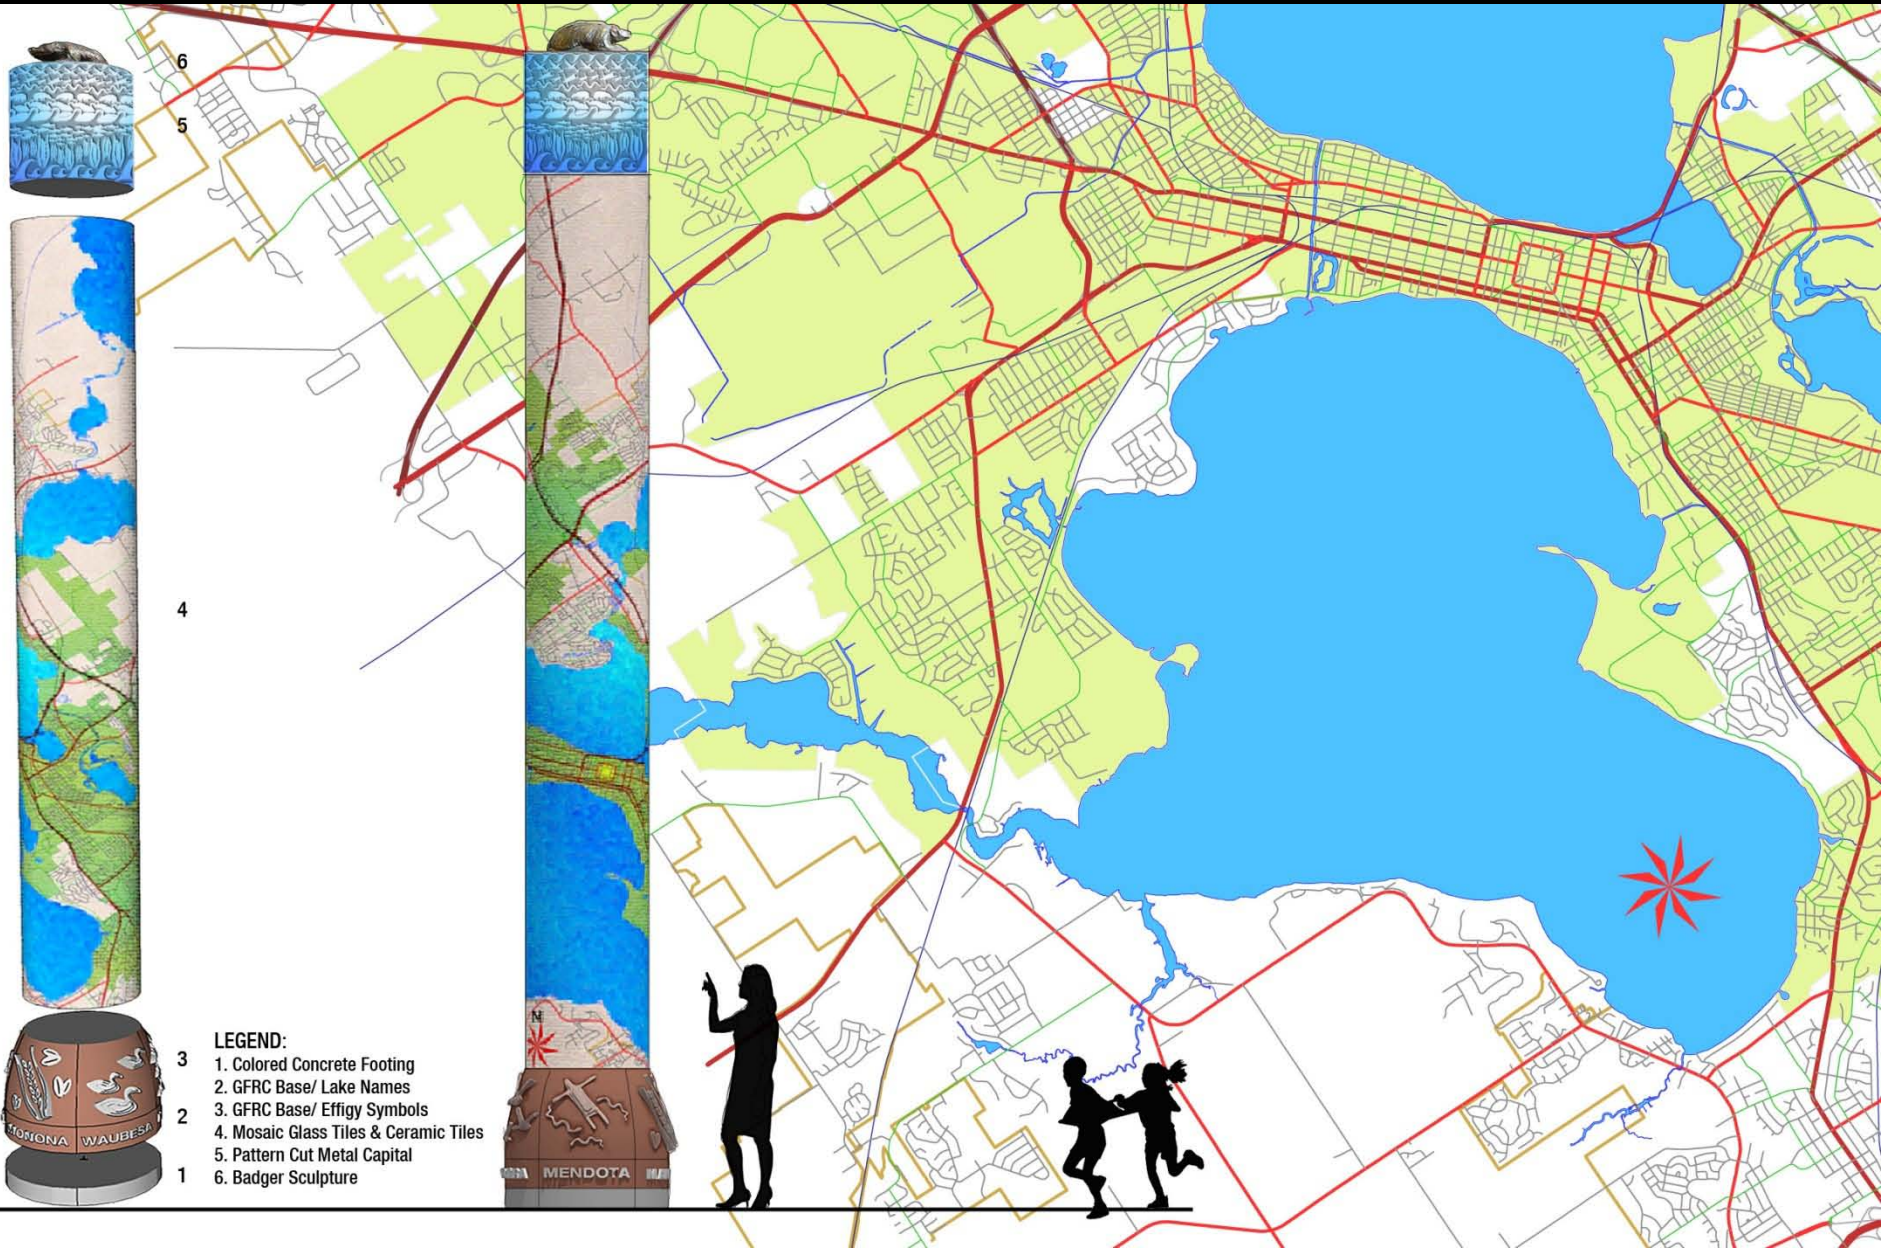 6
5
4
3
2
1
LEGEND:
1. Colored Concrete Footing
2. GFRC Base/ Lake Names
3. GFRC Base/ Effigy Symbols
4. Mosaic Glass Tiles & Ceramic Tiles
5. Pattern Cut Metal Capital
6. Badger Sculpture
MONONA WAUBESA
N
MENDOTA